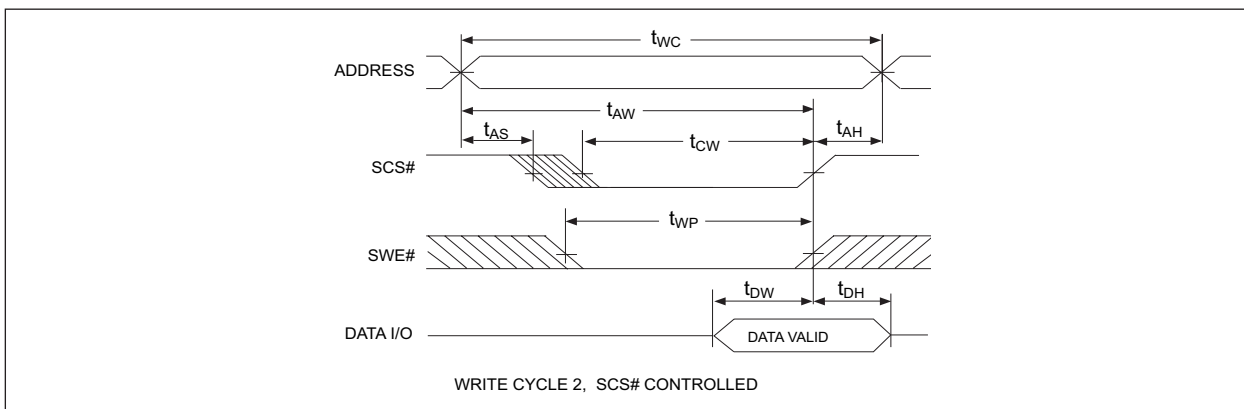 tWC
ADDRESS
tAW
tAS
tCW
tAH
SCS#
tWP
SWE#
tDW
tDH
DATA I/O
DATA VALID
WRITE CYCLE 2, SCS# CONTROLLED